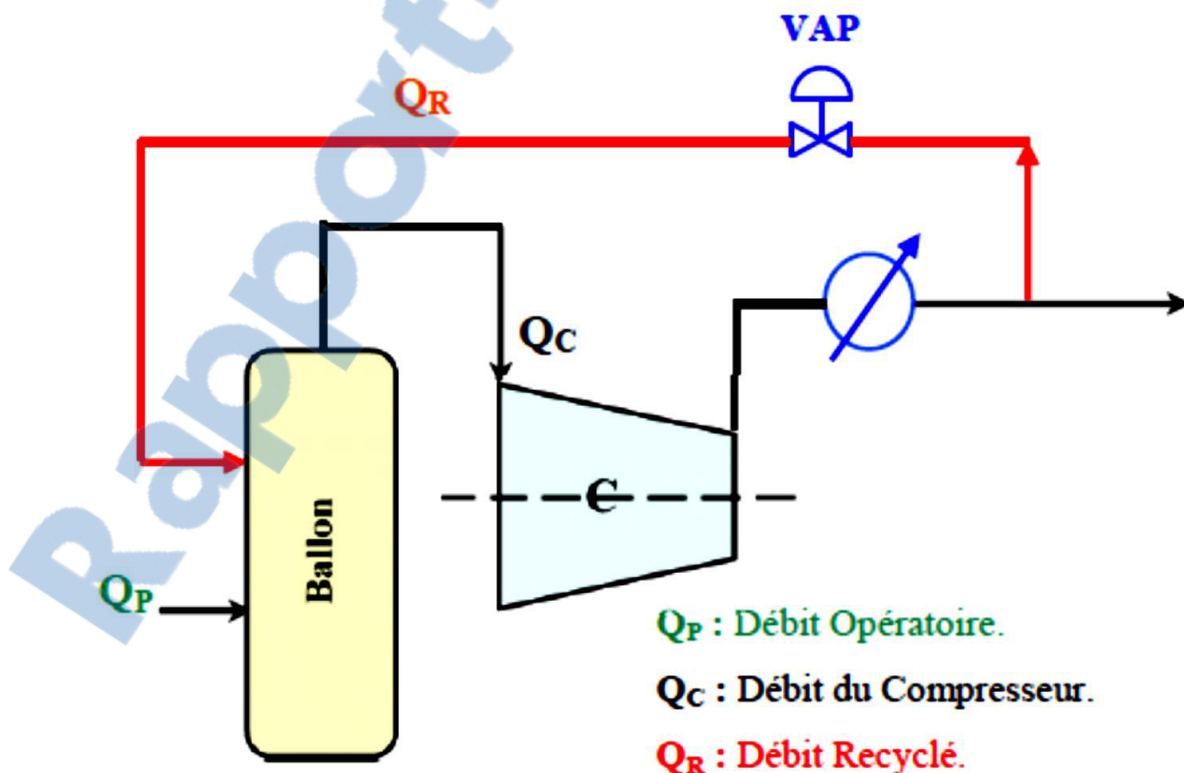 VAP
QR
QC
C
Ballon
QP
QP : Débit Opératoire.
QC : Débit du Compresseur.
QR : Débit Recyclé.
Rapport